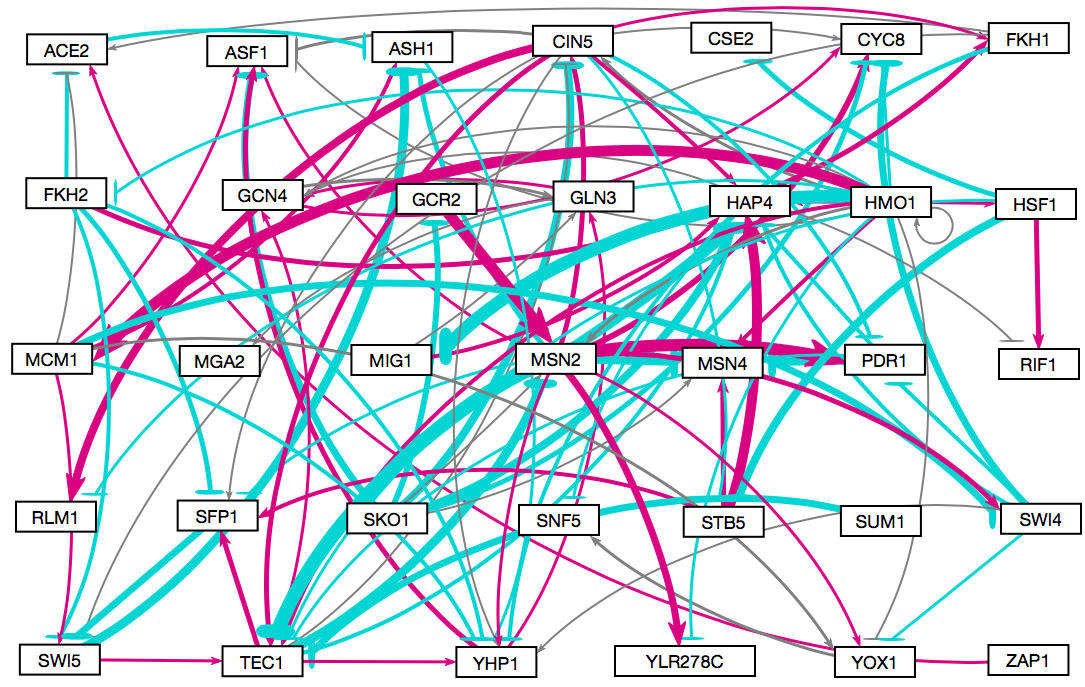 ACE2 ASF1 ASH1 CIN5 CSE2 CYC8 FKH1
FKH2 GCN4 GCR2 GLN3 HAP4 HMO1 HSF1
MCM1 MGA2 MIG1 MSN2 MSN4 PDR1 RIF1
RLM1 SFP1 SKO1 SNF5 STB5 SUM1 SWI4
SWI5 TEC1 YHP1 YLR278C YOX1 ZAP1